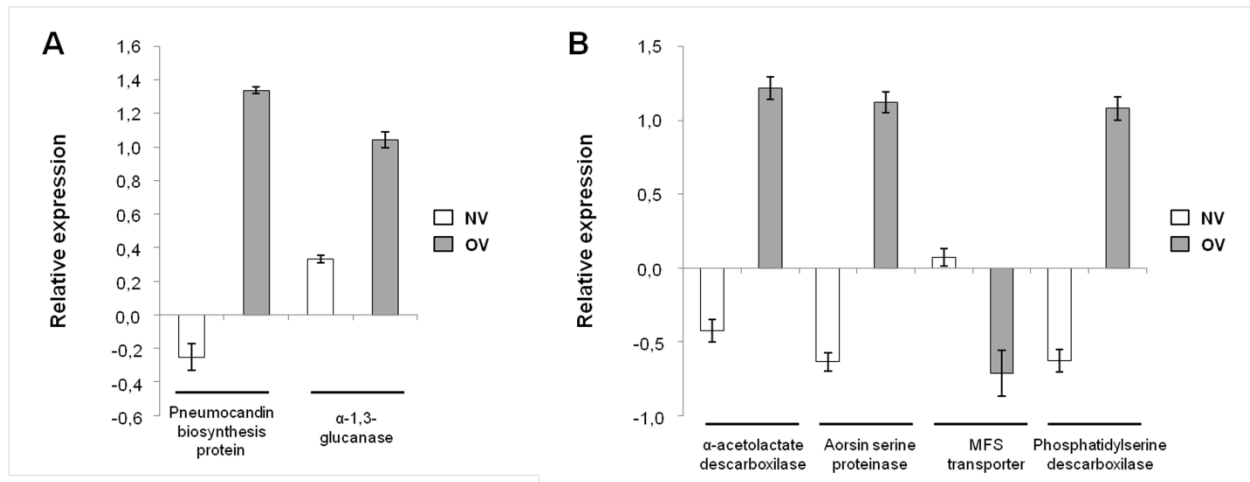 A
Relative expression
1,6
1,4
1,2
1,0
0,8
0,6
0,4
0,2
0,0
-0,2
-0,4
-0,6
NV
OV
Pneumocandin
biosynthesis
protein
α-1,3-
glucanase
B
Relative expression
1,5
1,0
0,5
0,0
-0,5
-1,0
NV
OV
α-acetolactate
descarboxilase
Aorsin serine
proteinase
MFS
transporter
Phosphatidylserine
descarboxilase